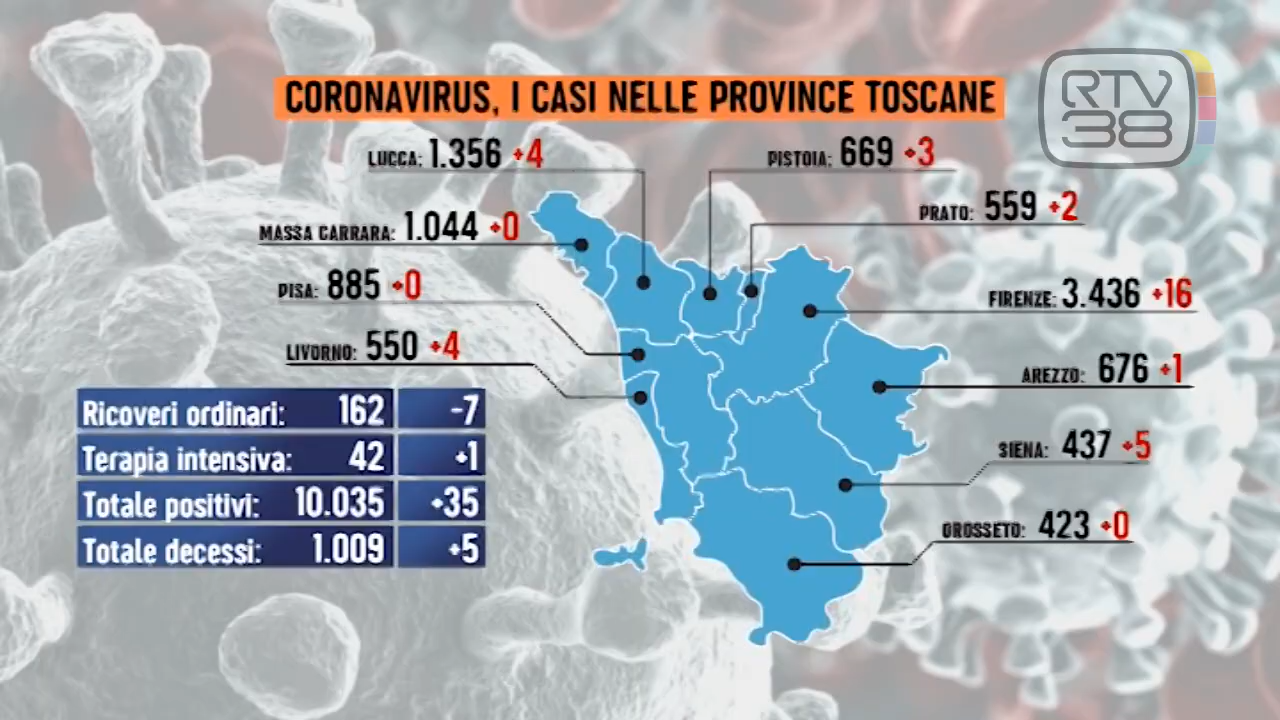 CORONAVIRUS, I CASI NELLE PROVINCE TOSCANE
RTV
38
LUCCA: 1.356 +4
PISTOIA: 669 +3
MASSA CARRARA: 1.044 +0
PRATO: 559 +2
PISA: 885 +0
FIRENZE: 3.436 +16
LIVORNO: 550 +4
AREZZO: 676 +1
SIENA: 437 +5
GROSSETO: 423 +0
Ricoveri ordinari: 162 -7
Terapia intensiva: 42 +1
Totale positivi: 10.035 +35
Totale decessi: 1.009 +5